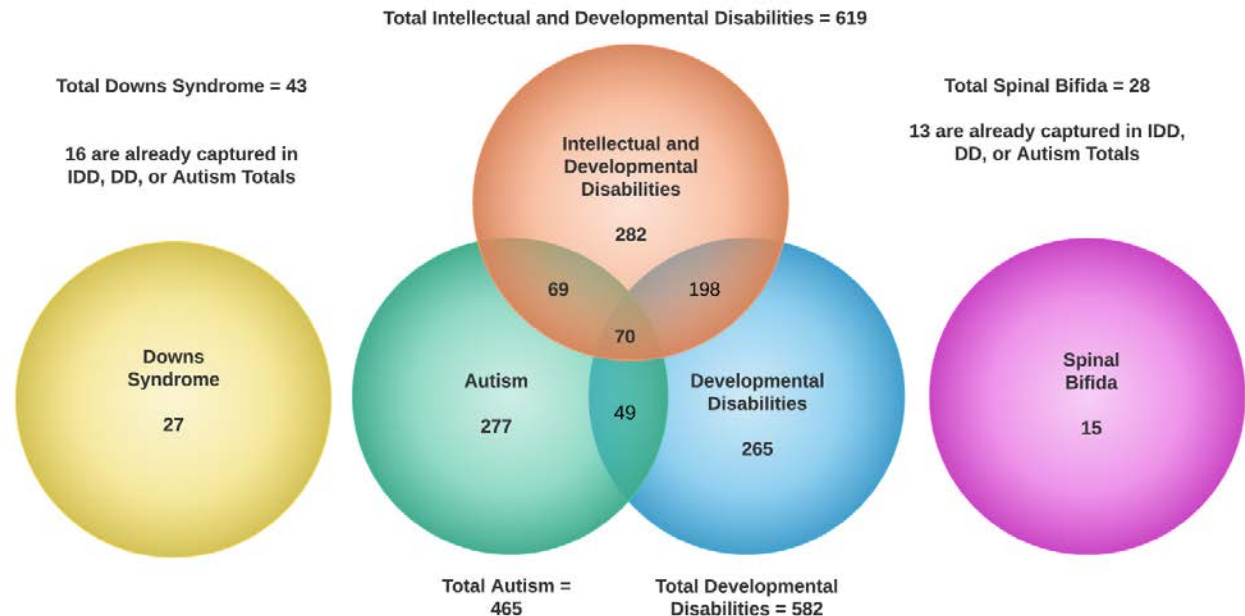 Total Intellectual and Developmental Disabilities = 619
Total Downs Syndrome = 43
16 are already captured in
IDD, DD, or Autism Totals
Total Spinal Bifida = 28
13 are already captured in IDD,
DD, or Autism Totals
Intellectual and
Developmental
Disabilities
282
69
198
70
Downs
Syndrome
27
Autism
277
49
Developmental
Disabilities
265
Spinal
Bifida
15
Total Autism =
465
Total Developmental
Disabilities = 582